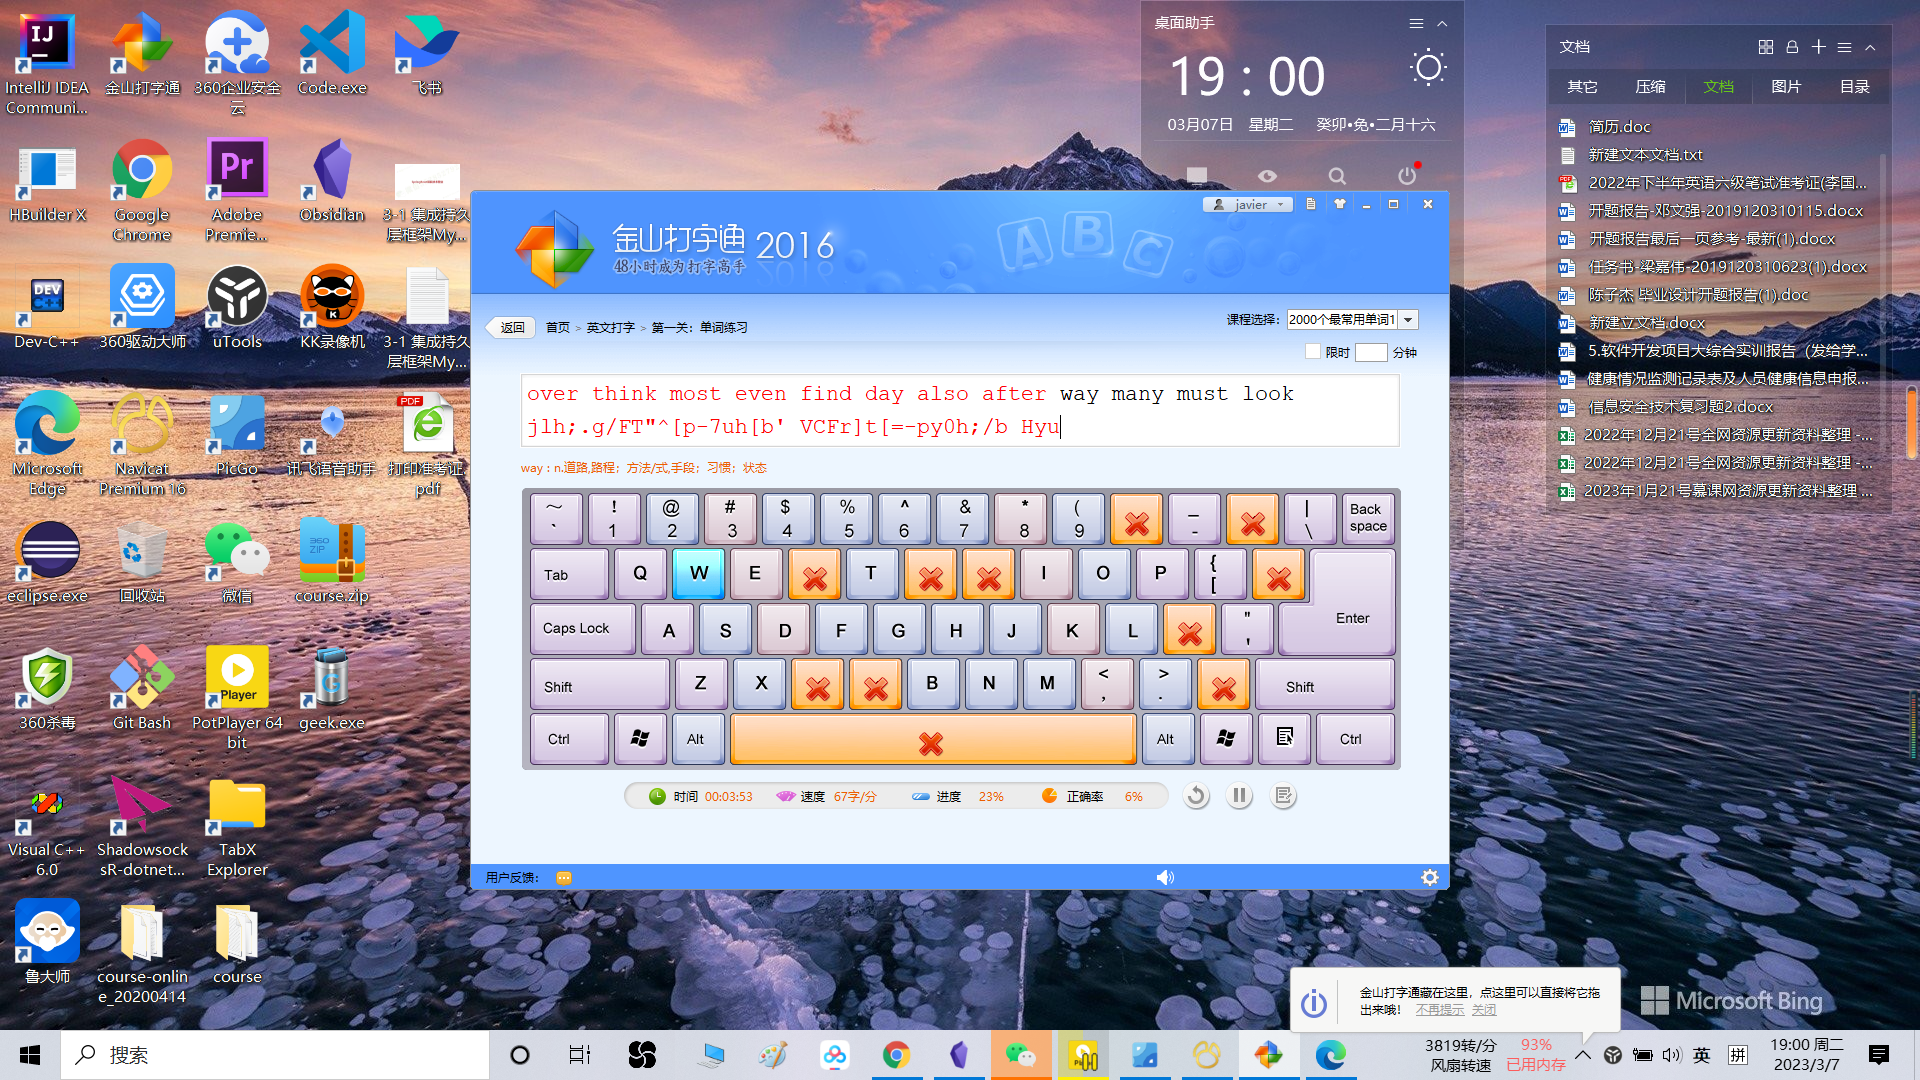 IntelliJ IDEA Communi...
金山打字通
360企业安全云
Code.exe
飞书
HBuilder X
Google Chrome
Adobe Premie...
Obsidian
3-1 集成持久层框架My...
Dev-C++
360驱动大师
uTools
KK录像机
3-1 集成持久层框架My...
Microsoft Edge
Navicat Premium 16
PicGo
讯飞语音助手
打印准考证 pdf
eclipse.exe
回收站
微信
course.zip
360杀毒
Git Bash
PotPlayer 64 bit
geek.exe
Visual C++ 6.0
ShadowsocksR-dotnet...
TabX Explorer
鲁大师
course-online_20200414
course
桌面助手
19 : 00
03月07日 星期二 癸卯•兔•二月十六
文档
其它 压缩 文档 图片 目录
简历.doc
新建文本文档.txt
2022年下半年英语六级笔试准考证(李国...
开题报告-邓文强-2019120310115.docx
开题报告最后一页参考-最新(1).docx
任务书-梁嘉伟-2019120310623(1).docx
陈子杰 毕业设计开题报告(1).doc
新建立文档.docx
5.软件开发项目大综合实训报告（发给学...
健康情况监测记录表及人员健康信息申报...
信息安全技术复习题2.docx
2022年12月21号全网资源更新资料整理 -...
2022年12月21号全网资源更新资料整理 -...
2023年1月21号慕课网资源更新资料整理 ...
javier
金山打字通 2016
48小时成为打字高手
A B C
返回 首页 > 英文打字 > 第一关：单词练习
课程选择： 2000个最常用单词1
限时 分钟
over think most even find day also after way many must look
jlh;.g/FT"^[p-7uh[b' VCFr]t[=-py0h;/b Hyu
way : n.道路,路程； 方法/式,手段； 习惯； 状态
~ ` ! 1 @ 2 # 3 $ 4 % 5 ^ 6 & 7 * 8 ( 9 _ - | \ Back space
Tab Q W E T I O P { [
Caps Lock A S D F G H J K L " ' Enter
Shift Z X B N M < , > . Shift
Ctrl Alt Alt Ctrl
时间 00:03:53 速度 67字/分 进度 23% 正确率 6%
用户反馈：
金山打字通藏在这里，点这里可以直接将它拖出来哦！ 不再提示 关闭
Microsoft Bing
搜索
3819转/分
风扇转速
93%
已用内存
英 拼
19:00 周二
2023/3/7